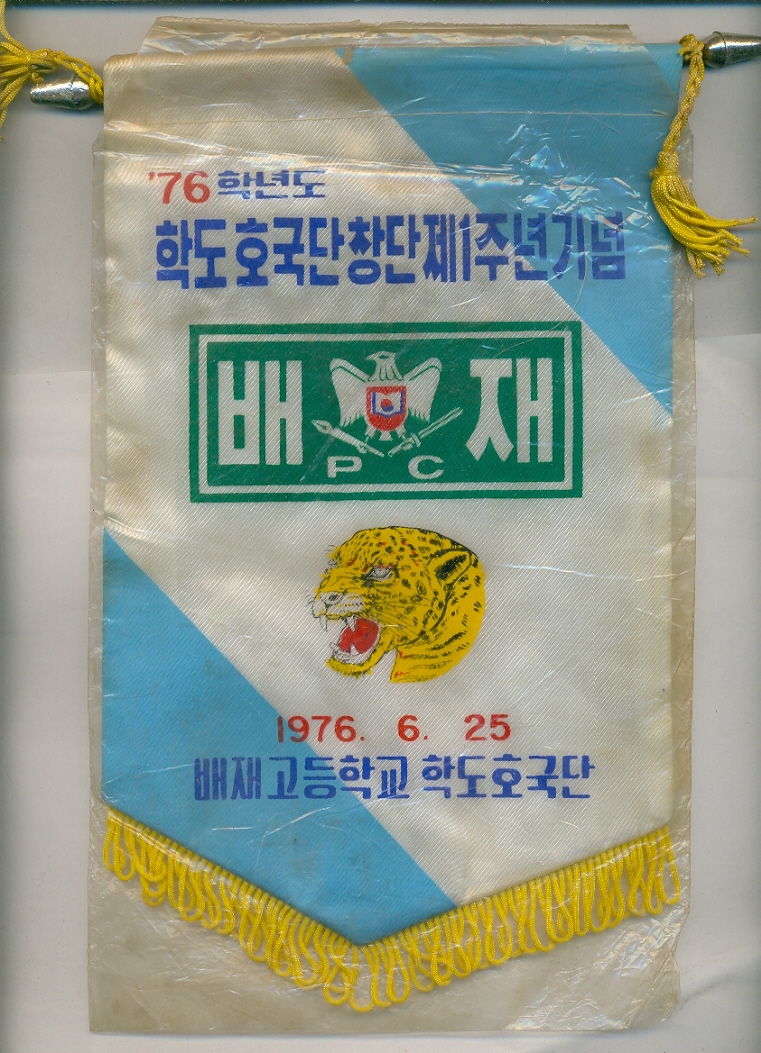 '76 학년도
학도호국단창단제1주년기념
배재
P C
1976. 6. 25
배재고등학교 학도호국단